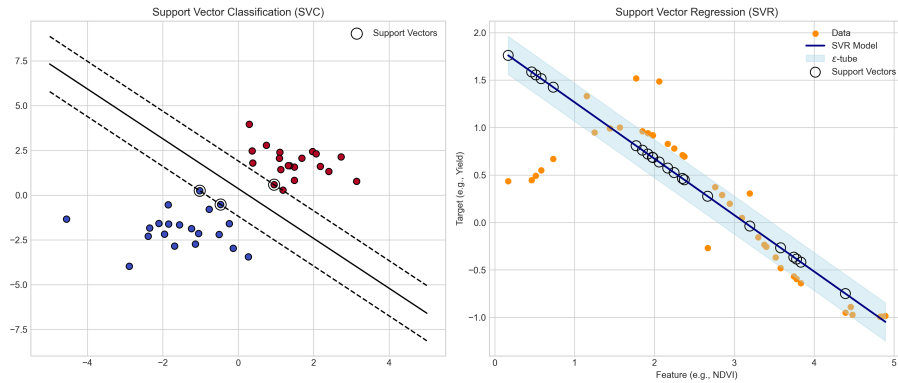 Support Vector Classification (SVC)
Support Vectors
7.5
5.0
2.5
0.0
−2.5
−5.0
−7.5
−4
−2
0
2
4
Support Vector Regression (SVR)
Data
SVR Model
ε-tube
Support Vectors
Target (e.g., Yield)
2.0
1.5
1.0
0.5
0.0
−0.5
−1.0
0
1
2
3
4
5
Feature (e.g., NDVI)